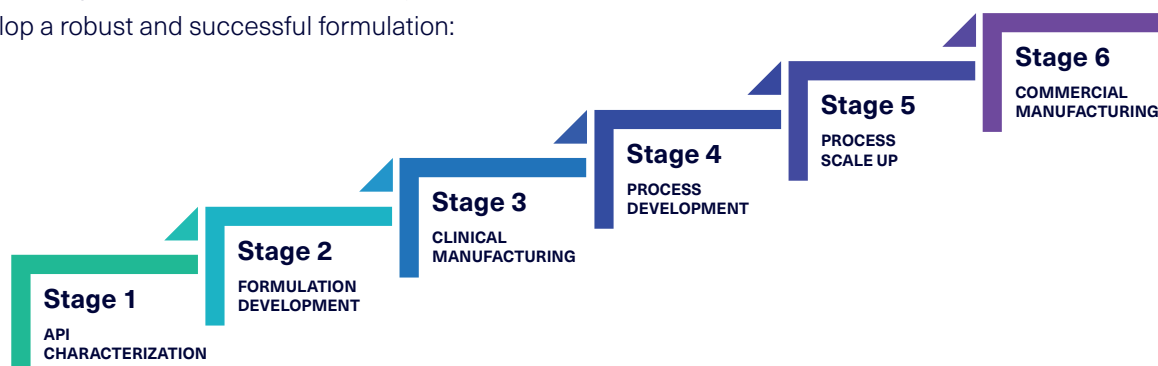 lop a robust and successful formulation:
Stage 1
API
CHARACTERIZATION
Stage 2
FORMULATION
DEVELOPMENT
Stage 3
CLINICAL
MANUFACTURING
Stage 4
PROCESS
DEVELOPMENT
Stage 5
PROCESS
SCALE UP
Stage 6
COMMERCIAL
MANUFACTURING